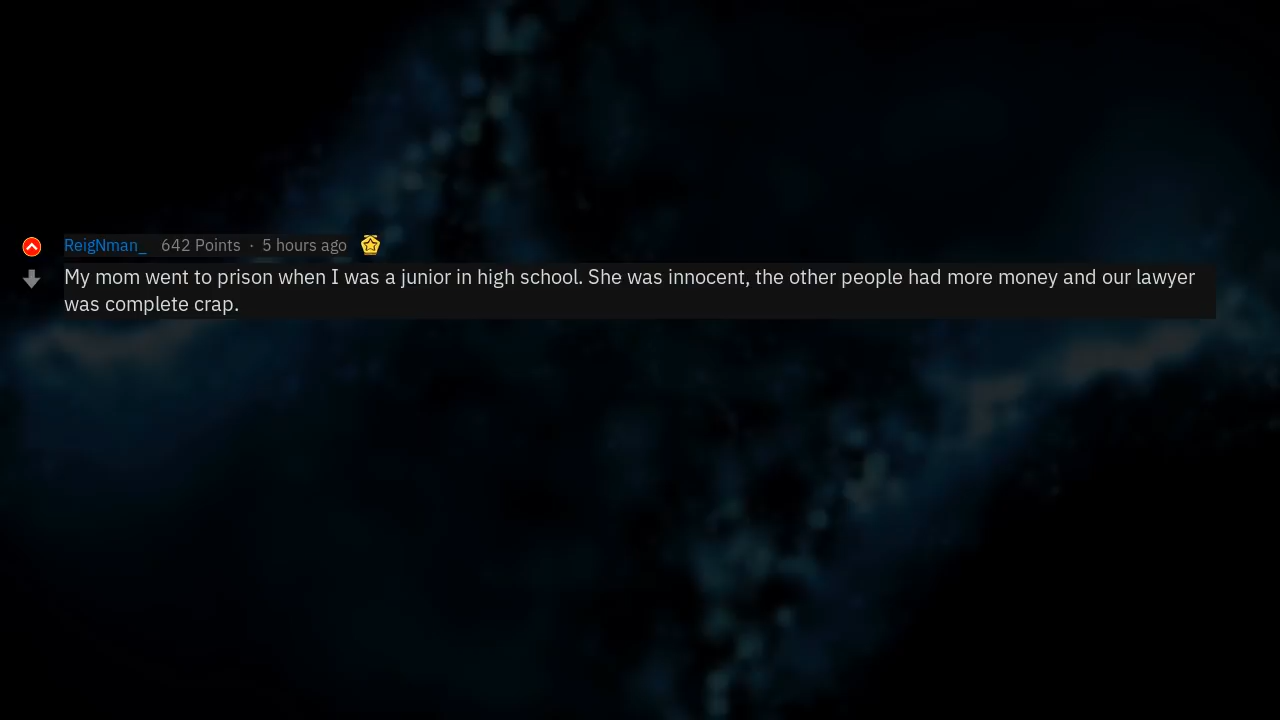 ReigNman_ 642 Points · 5 hours ago
My mom went to prison when I was a junior in high school. She was innocent, the other people had more money and our lawyer
was complete crap.